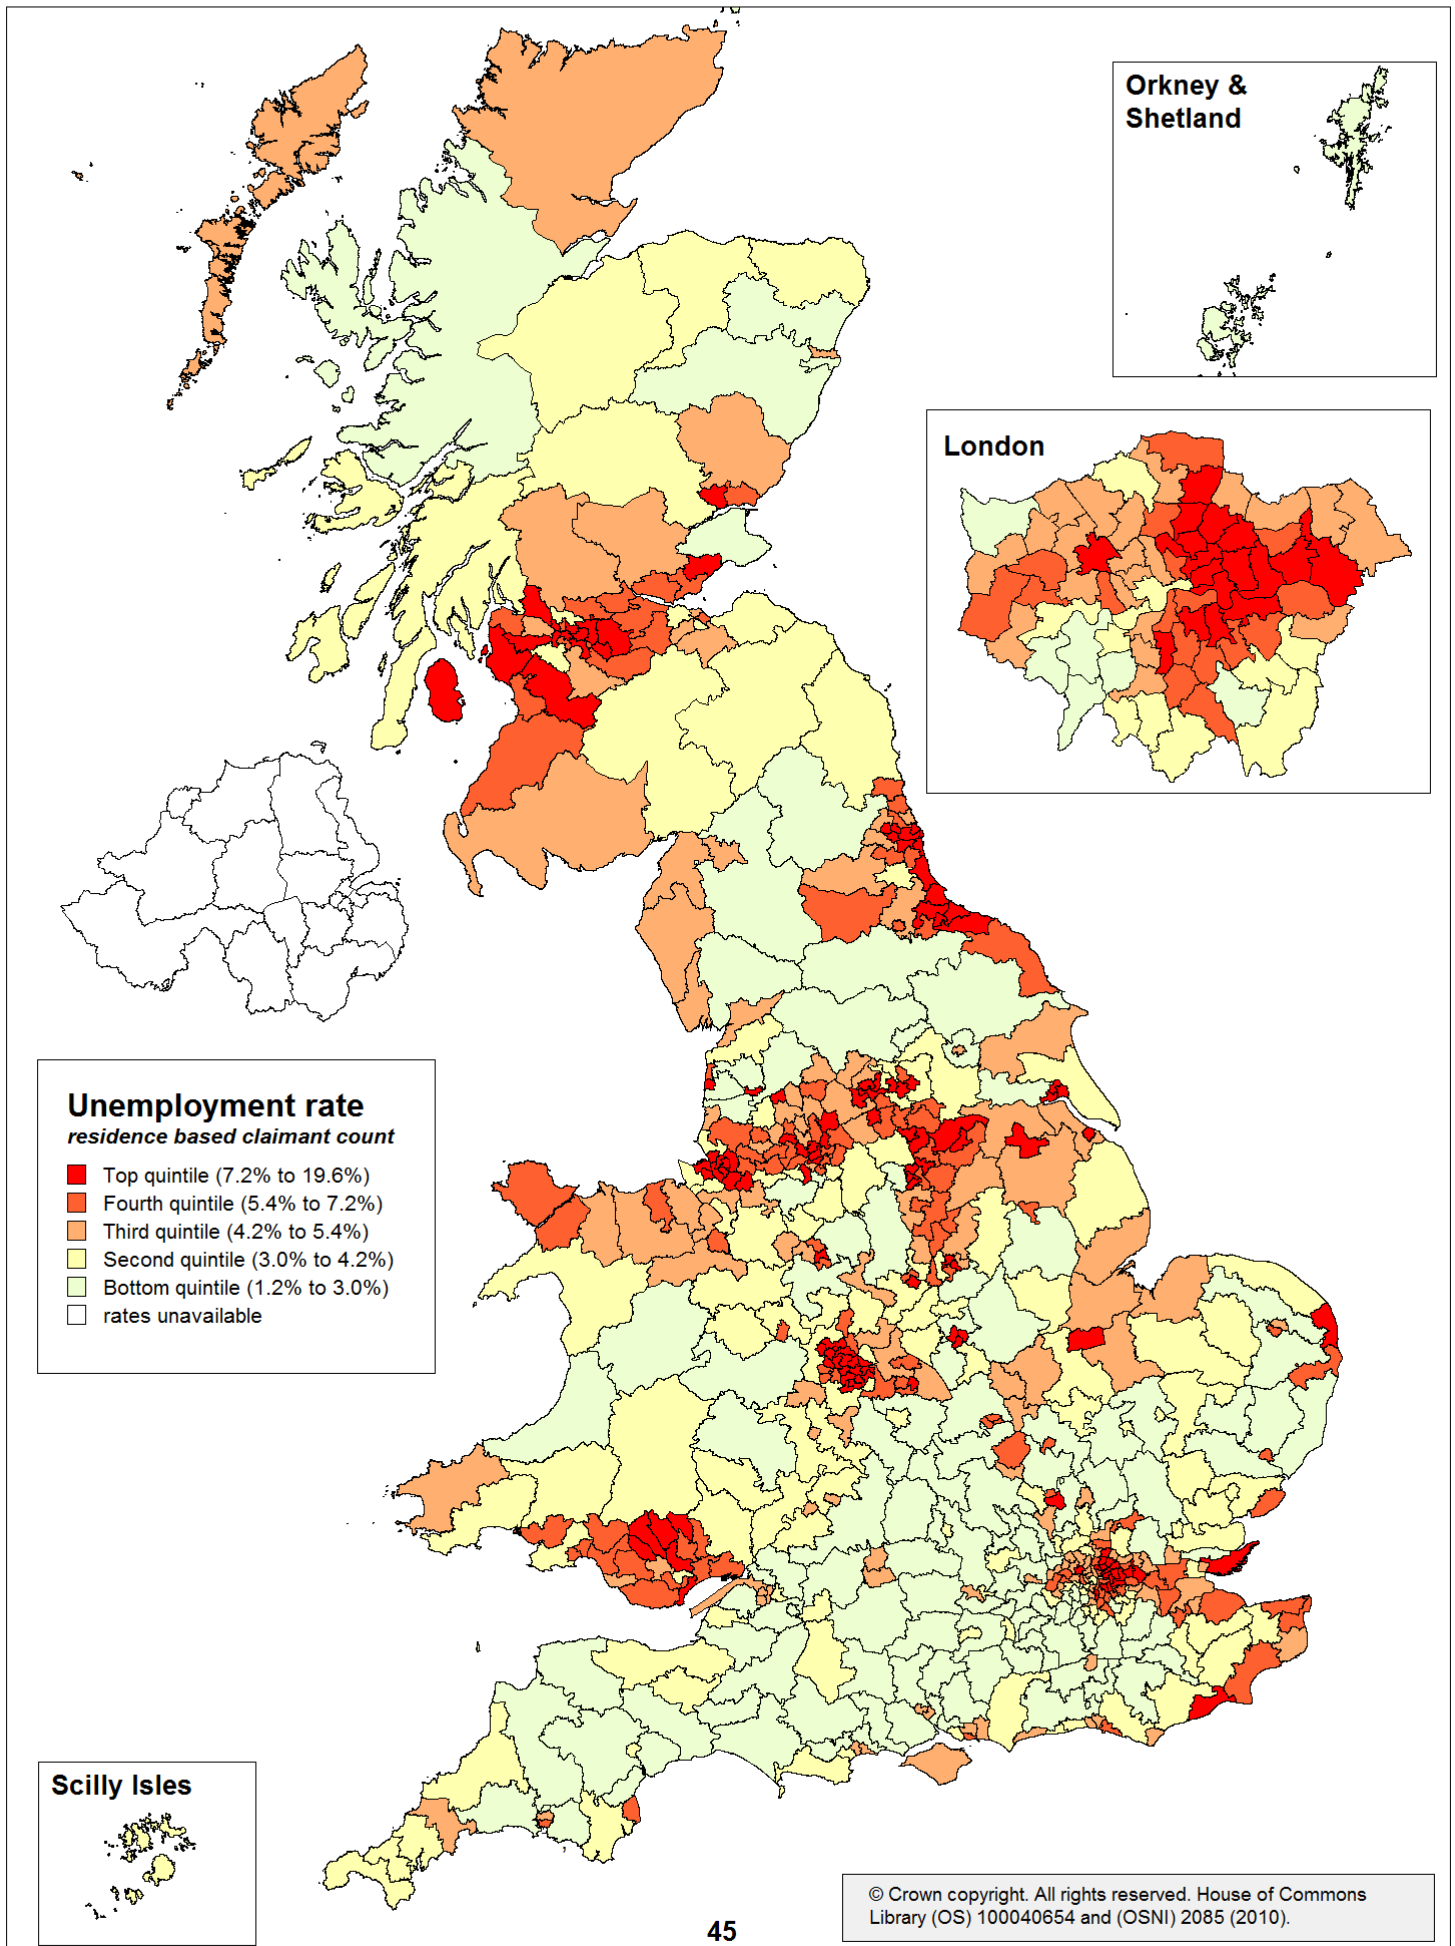 Orkney &
Shetland
London
Unemployment rate
residence based claimant count
Top quintile (7.2% to 19.6%)
Fourth quintile (5.4% to 7.2%)
Third quintile (4.2% to 5.4%)
Second quintile (3.0% to 4.2%)
Bottom quintile (1.2% to 3.0%)
rates unavailable
Scilly Isles
© Crown copyright. All rights reserved. House of Commons
Library (OS) 100040654 and (OSNI) 2085 (2010).
45